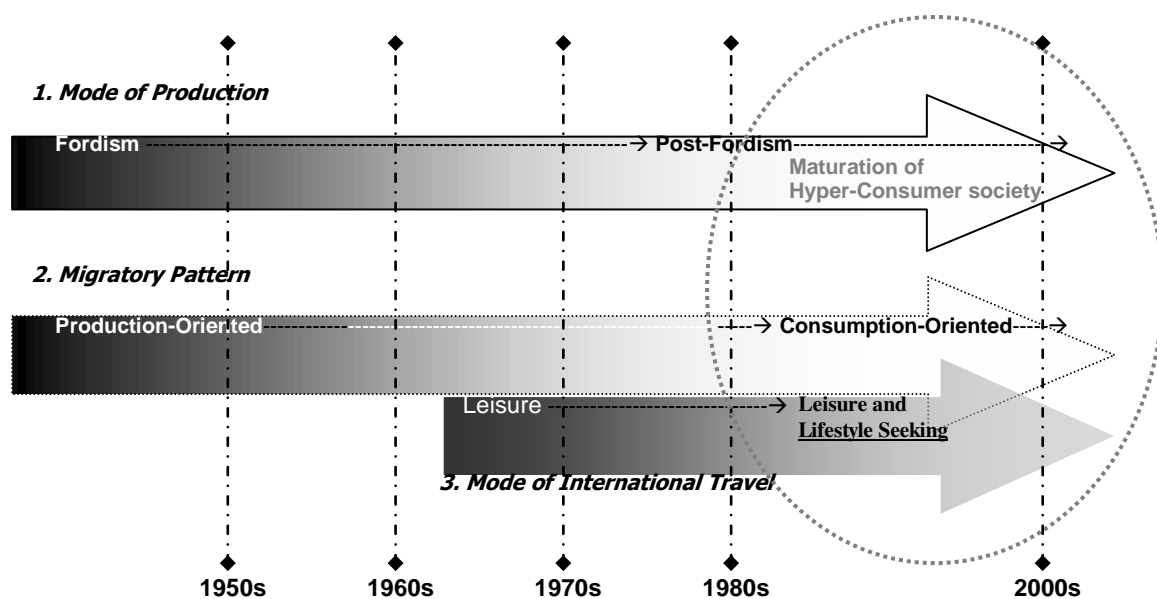 1. Mode of Production
Fordism → Post-Fordism →
Maturation of
Hyper-Consumer society
2. Migratory Pattern
Production-Oriented → Consumption-Oriented →
Leisure → Leisure and
Lifestyle Seeking
3. Mode of International Travel
1950s 1960s 1970s 1980s 2000s